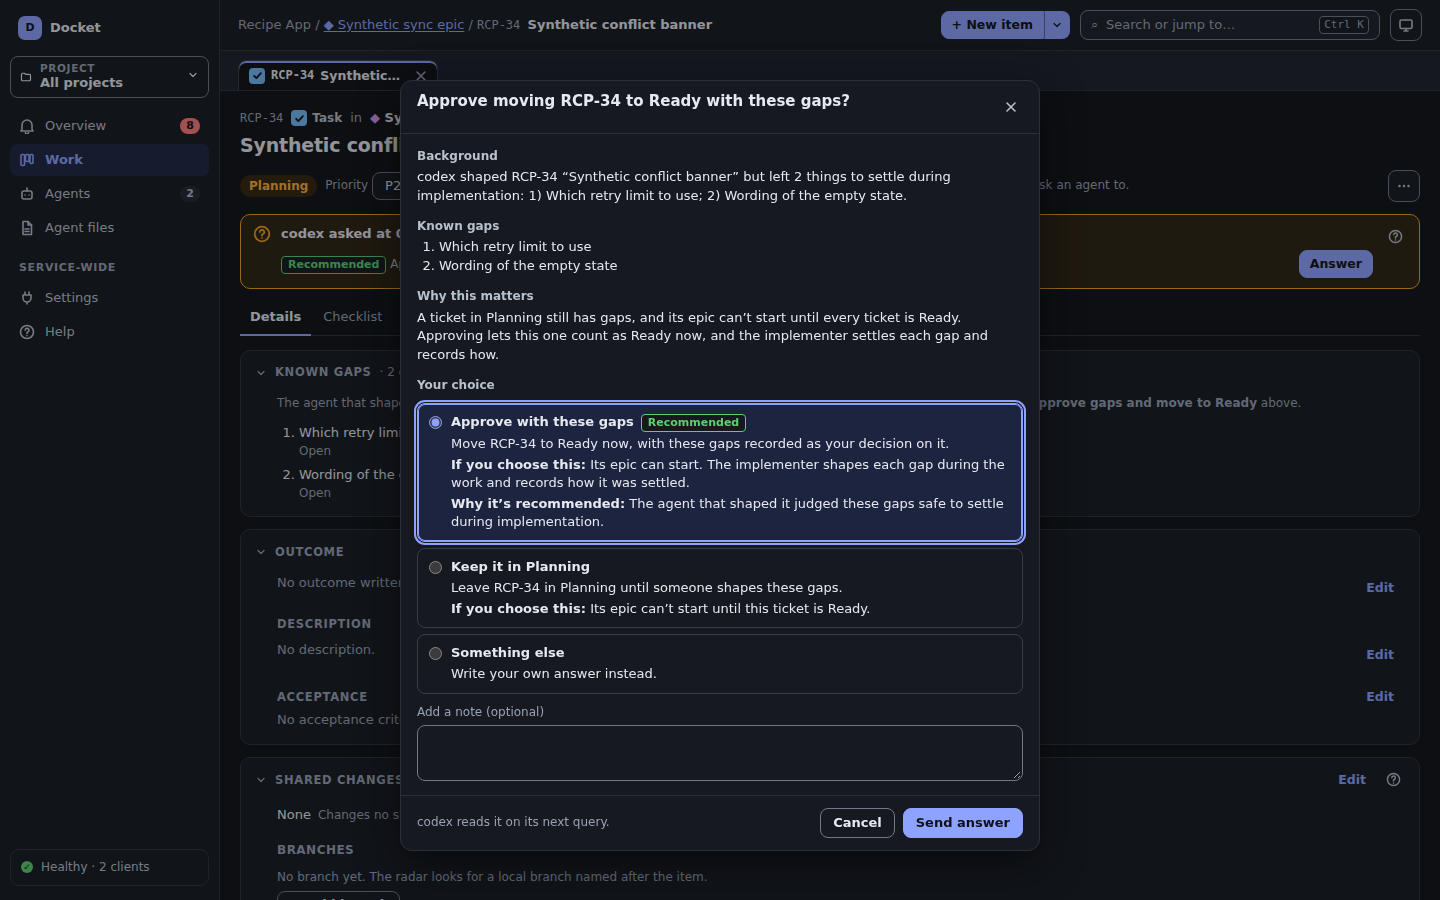 D Docket
PROJECT
All projects
Overview 8
Work
Agents 2
Agent files
SERVICE-WIDE
Settings
Help
Healthy · 2 clients
Recipe App / ◆ Synthetic sync epic / RCP-34 Synthetic conflict banner
+ New item
Search or jump to… Ctrl K
RCP-34 Synthetic…
RCP-34 Task in ◆
Synthetic
Planning Priority P2
sk an agent to.
codex asked at
Recommended
Answer
Details Checklist
KNOWN GAPS · 2
The agent that
pprove gaps and move to Ready above.
1. Which retry
Open
2. Wording of the
Open
OUTCOME
No outcome
Edit
DESCRIPTION
No description.
Edit
ACCEPTANCE
Edit
No acceptance
SHARED CHANGES
Edit
None Changes no
BRANCHES
No branch yet. The radar looks for a local branch named after the item.
Approve moving RCP-34 to Ready with these gaps?
Background
codex shaped RCP-34 “Synthetic conflict banner” but left 2 things to settle during
implementation: 1) Which retry limit to use; 2) Wording of the empty state.
Known gaps
1. Which retry limit to use
2. Wording of the empty state
Why this matters
A ticket in Planning still has gaps, and its epic can’t start until every ticket is Ready.
Approving lets this one count as Ready now, and the implementer settles each gap and
records how.
Your choice
Approve with these gaps Recommended
Move RCP-34 to Ready now, with these gaps recorded as your decision on it.
If you choose this: Its epic can start. The implementer shapes each gap during the
work and records how it was settled.
Why it’s recommended: The agent that shaped it judged these gaps safe to settle
during implementation.
Keep it in Planning
Leave RCP-34 in Planning until someone shapes these gaps.
If you choose this: Its epic can’t start until this ticket is Ready.
Something else
Write your own answer instead.
Add a note (optional)
codex reads it on its next query.
Cancel
Send answer